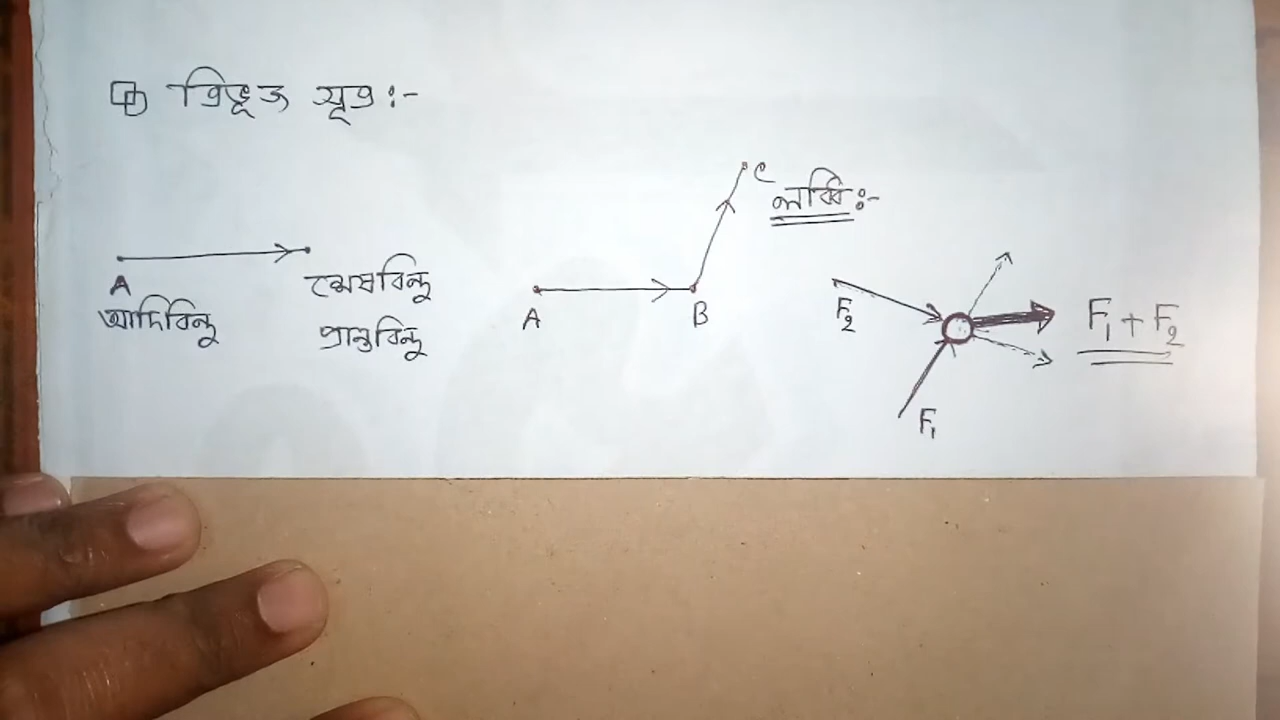 ত্রিভূজ সূত্র :-
C
লব্ধি :-
A
শেষবিন্দু
আদিবিন্দু
প্রান্তবিন্দু
A
B
F₂
F₁ + F₂
F₁